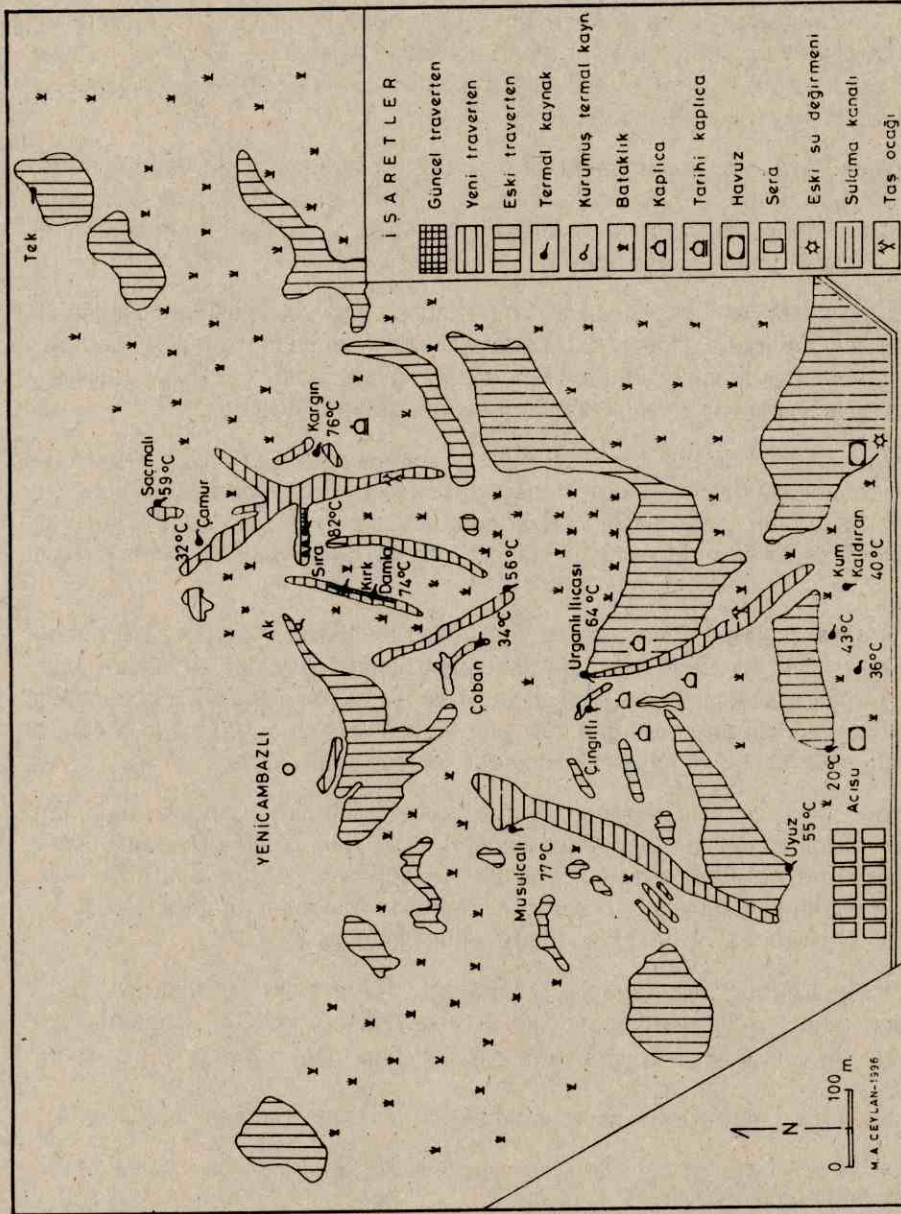 Tek
YENİCAMBAZLI
Ak
Saçmalı
59°C
32°C
Çamur
Kargın
76°C
Sıra
82°C
Kırk
Damla
74°C
56°C
34°C
Çoban
Urganlı Ilıcası
64°C
Çıngıllı
Musulcalı
77°C
Uyuz
55°C
20°C
Acısu
43°C
36°C
Kum
Kaldıran
40°C
İŞARETLER
Güncel traverten
Yeni traverten
Eski traverten
Termal kaynak
Kurumuş termal kayn
Bataklık
Kaplıca
Tarihi kaplıca
Havuz
Sera
Eski su değirmeni
Sulama kanalı
Taş ocağı
N
0 100 m.
M.A.CEYLAN-1996